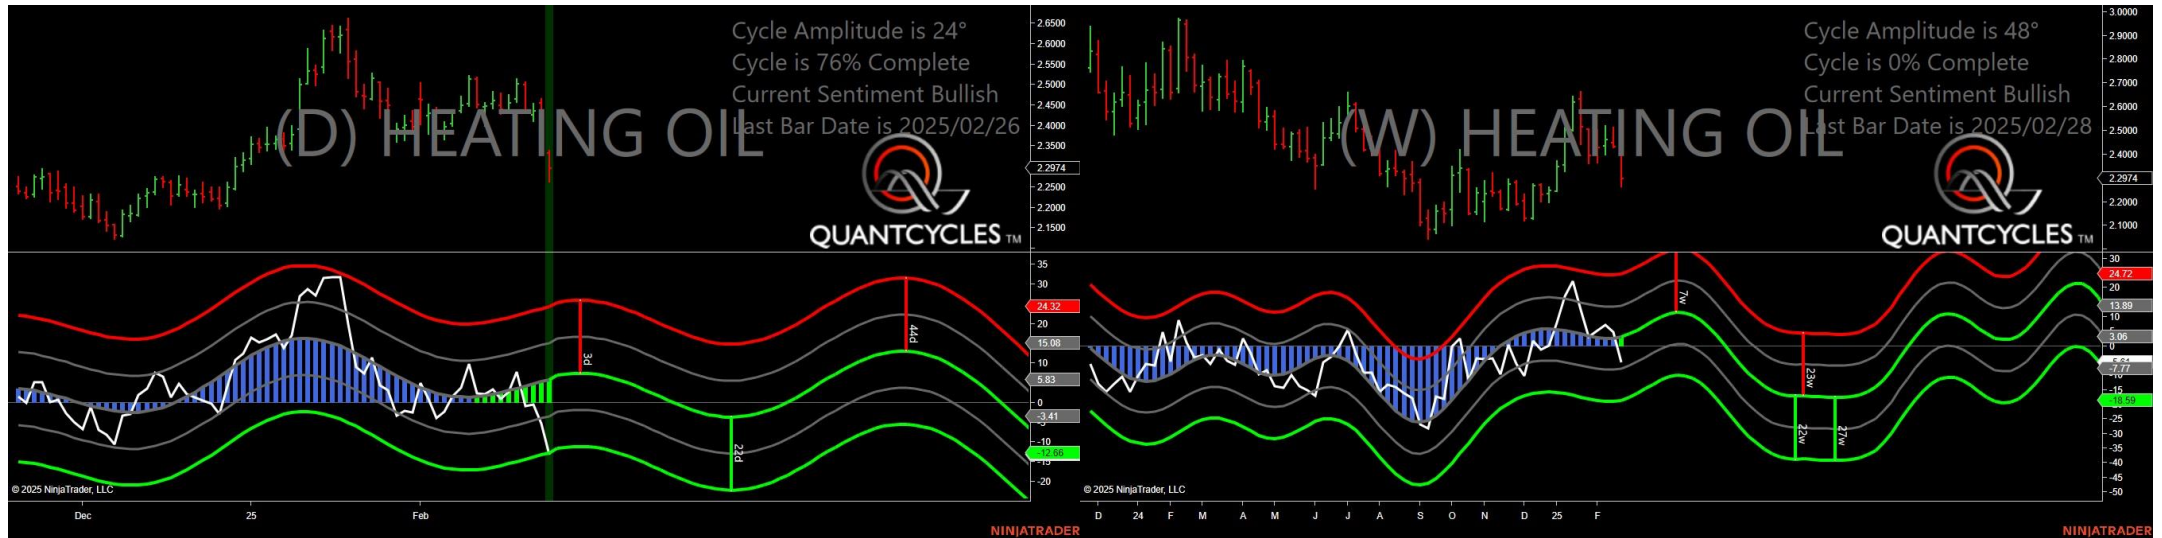 Cycle Amplitude is 24°
Cycle is 76% Complete
Current Sentiment Bullish
Last Bar Date is 2025/02/26
(D) HEATING OIL
QUANTCYCLES TM
2.6500
2.6000
2.5500
2.5000
2.4500
2.4000
2.3500
2.2974
2.2500
2.2000
2.1500
35
30
24.32
20
15.08
10
5.83
0
-3.41
-5
-10
-12.66
-15
-20
3d
22d
44d
© 2025 NinjaTrader, LLC
Dec
25
Feb
NINJATRADER
Cycle Amplitude is 48°
Cycle is 0% Complete
Current Sentiment Bullish
Last Bar Date is 2025/02/28
(W) HEATING OIL
QUANTCYCLES TM
3.0000
2.9000
2.8000
2.7000
2.6000
2.5000
2.4000
2.2974
2.2000
2.1000
30
24.72
20
13.89
10
5
3.06
0
-5.61
-7.77
-10
-15
-18.59
-25
-30
-35
-40
-45
-50
7w
23w
22w
27w
© 2025 NinjaTrader, LLC
D
24
F
M
A
M
J
J
A
S
O
N
D
25
F
NINJATRADER